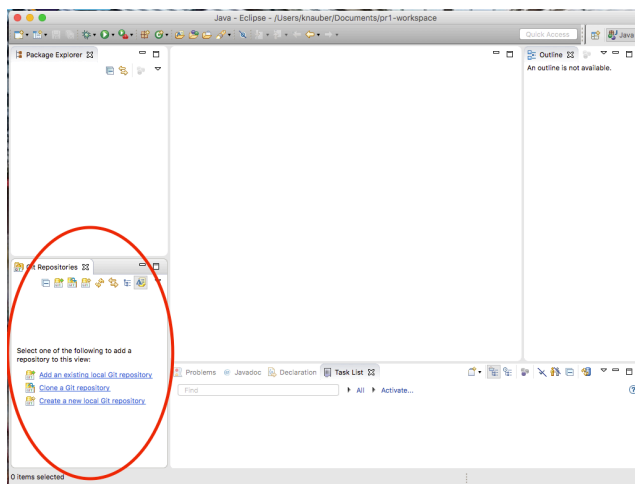 Java - Eclipse - /Users/knauber/Documents/pr1-workspace
Quick Access
Java
Package Explorer
Outline
An outline is not available.
Git Repositories
Select one of the following to add a
repository to this view:
Add an existing local Git repository
Clone a Git repository
Create a new local Git repository
Problems
Javadoc
Declaration
Task List
Find
All
Activate...
0 items selected